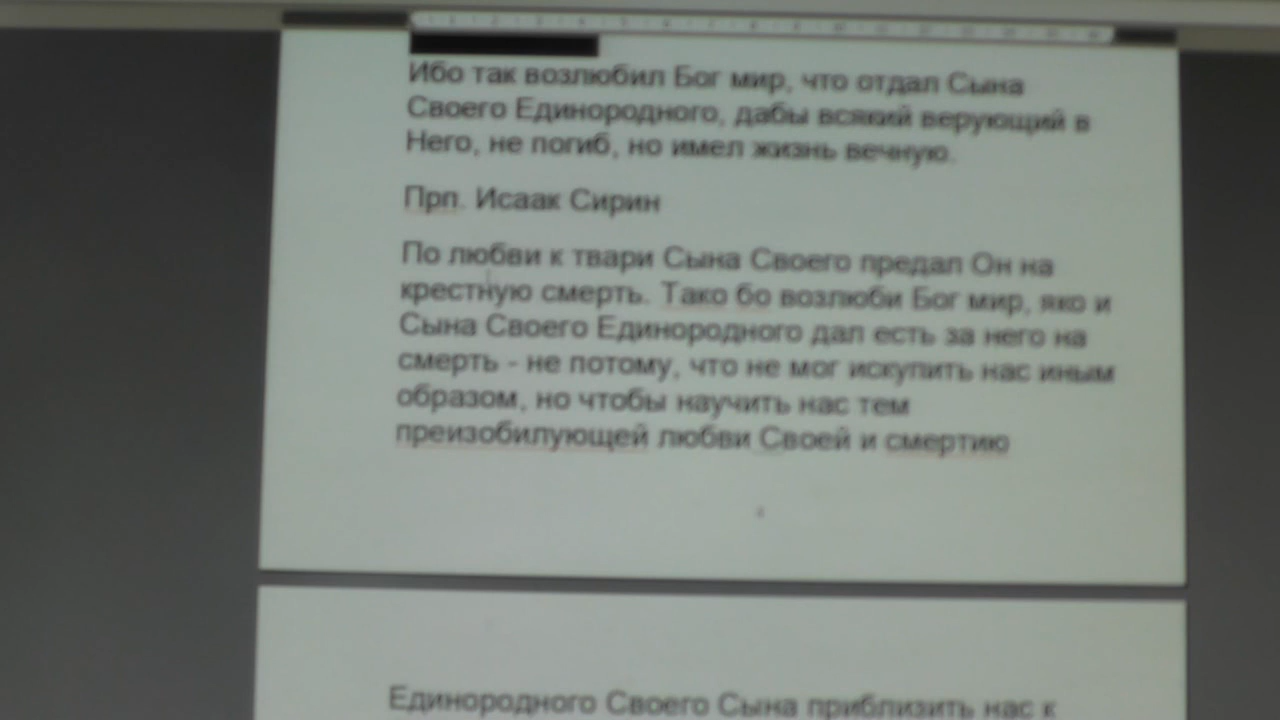 Ибо так возлюбил Бог мир, что отдал Сына
Своего Единородного, дабы всякий верующий в
Него, не погиб, но имел жизнь вечную.
Прп. Исаак Сирин
По любви к твари Сына Своего предал Он на
крестную смерть. Тако бо возлюби Бог мир, яко и
Сына Своего Единородного дал есть за него на
смерть - не потому, что не мог искупить нас иным
образом, но чтобы научить нас тем
преизобилующей любви Своей и смертию
Единородного Своего Сына приблизить нас к